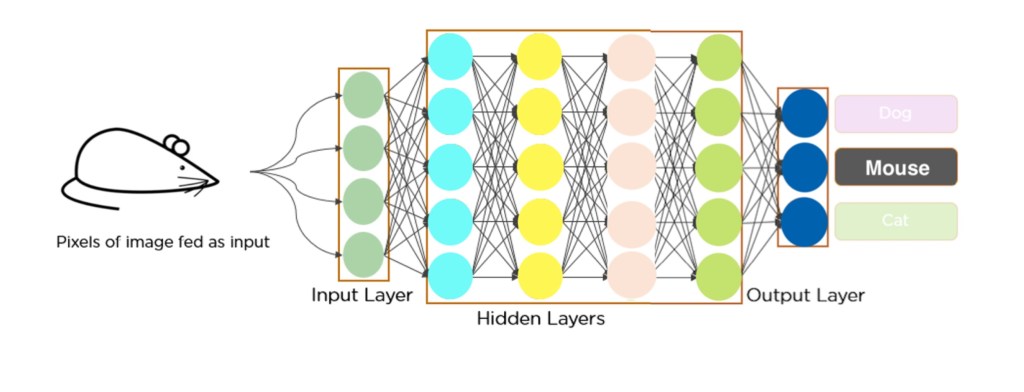 Dog
Mouse
Cat
Pixels of image fed as input
Input Layer
Output Layer
Hidden Layers